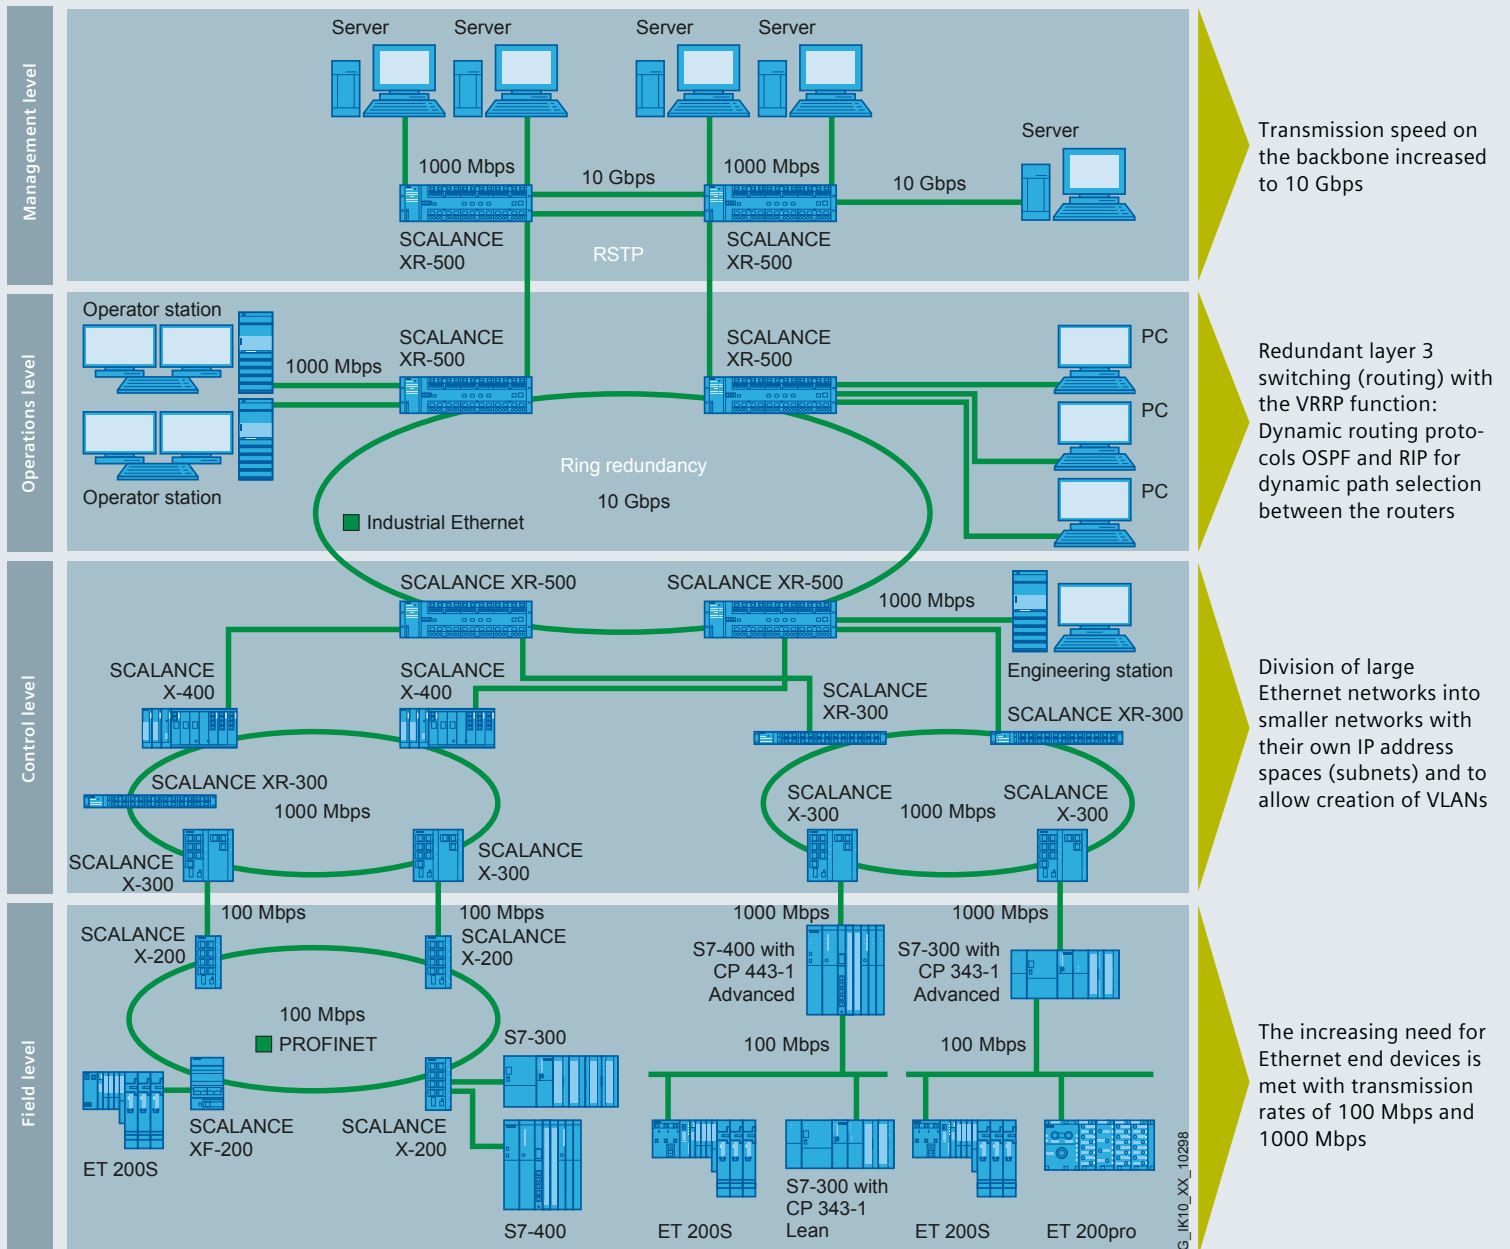 Management level
Server
Server
Server
Server
Server
1000 Mbps
10 Gbps
1000 Mbps
10 Gbps
SCALANCE
XR-500
RSTP
SCALANCE
XR-500
Transmission speed on
the backbone increased
to 10 Gbps
Operations level
Operator station
1000 Mbps
SCALANCE
XR-500
SCALANCE
XR-500
PC
PC
PC
Operator station
Ring redundancy
10 Gbps
Industrial Ethernet
Redundant layer 3
switching (routing) with
the VRRP function:
Dynamic routing proto-
cols OSPF and RIP for
dynamic path selection
between the routers
Control level
SCALANCE XR-500
SCALANCE XR-500
1000 Mbps
Engineering station
SCALANCE
X-400
SCALANCE
X-400
SCALANCE
XR-300
SCALANCE XR-300
SCALANCE XR-300
1000 Mbps
SCALANCE
X-300
1000 Mbps
SCALANCE
X-300
SCALANCE
X-300
SCALANCE
X-300
Division of large
Ethernet networks into
smaller networks with
their own IP address
spaces (subnets) and to
allow creation of VLANs
Field level
100 Mbps
100 Mbps
1000 Mbps
1000 Mbps
SCALANCE
X-200
SCALANCE
X-200
S7-400 with
CP 443-1
Advanced
S7-300 with
CP 343-1
Advanced
100 Mbps
PROFINET
100 Mbps
100 Mbps
S7-300
ET 200S
SCALANCE
XF-200
SCALANCE
X-200
S7-400
ET 200S
S7-300 with
CP 343-1
Lean
ET 200S
ET 200pro
G_IK10_XX_10298
The increasing need for
Ethernet end devices is
met with transmission
rates of 100 Mbps and
1000 Mbps